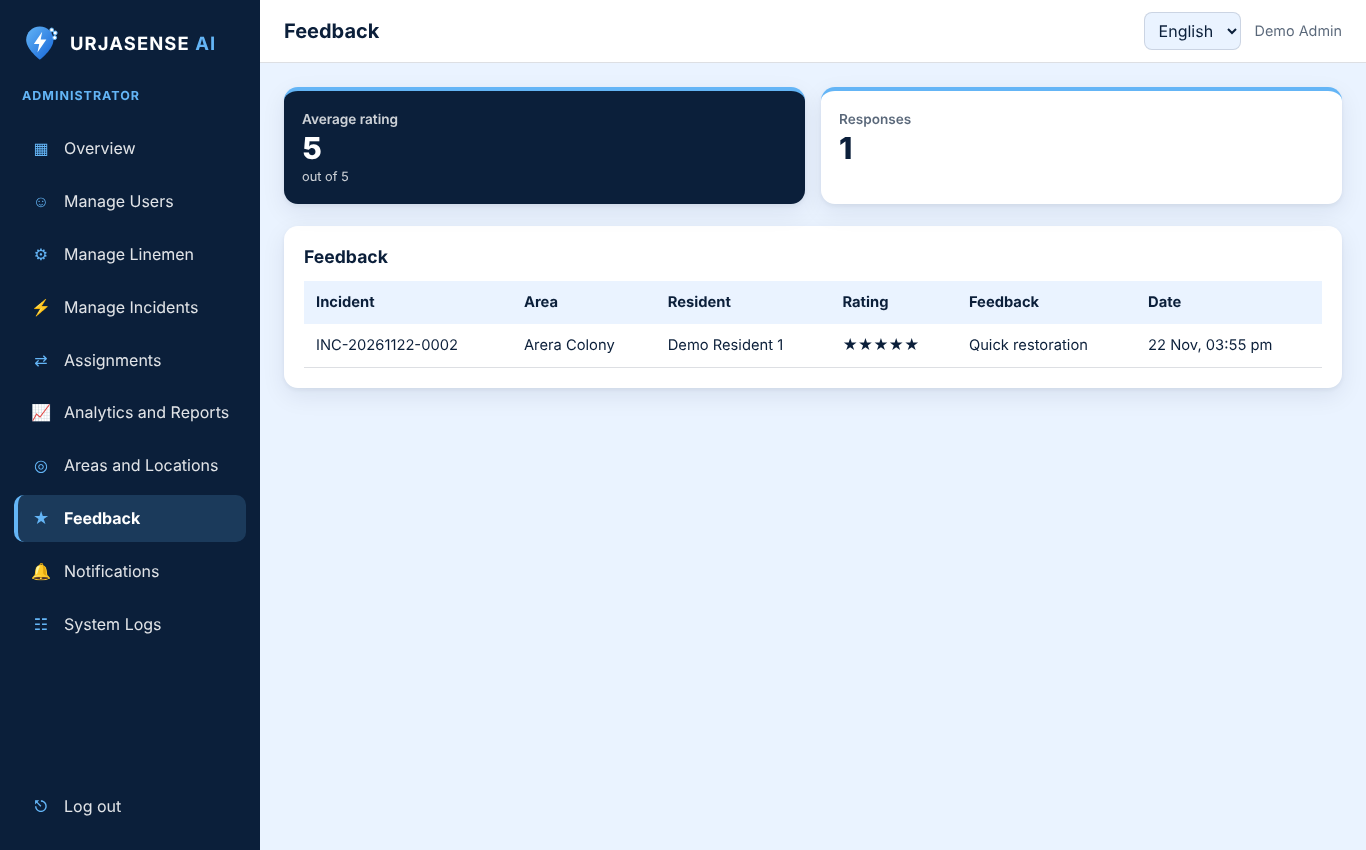 URJASENSE AI
ADMINISTRATOR
Overview
Manage Users
Manage Linemen
Manage Incidents
Assignments
Analytics and Reports
Areas and Locations
Feedback
Notifications
System Logs
Log out
Feedback
English
Demo Admin
Average rating
5
out of 5
Responses
1
Feedback
Incident Area Resident Rating Feedback Date
INC-20261122-0002 Arera Colony Demo Resident 1 ★★★★★ Quick restoration 22 Nov, 03:55 pm